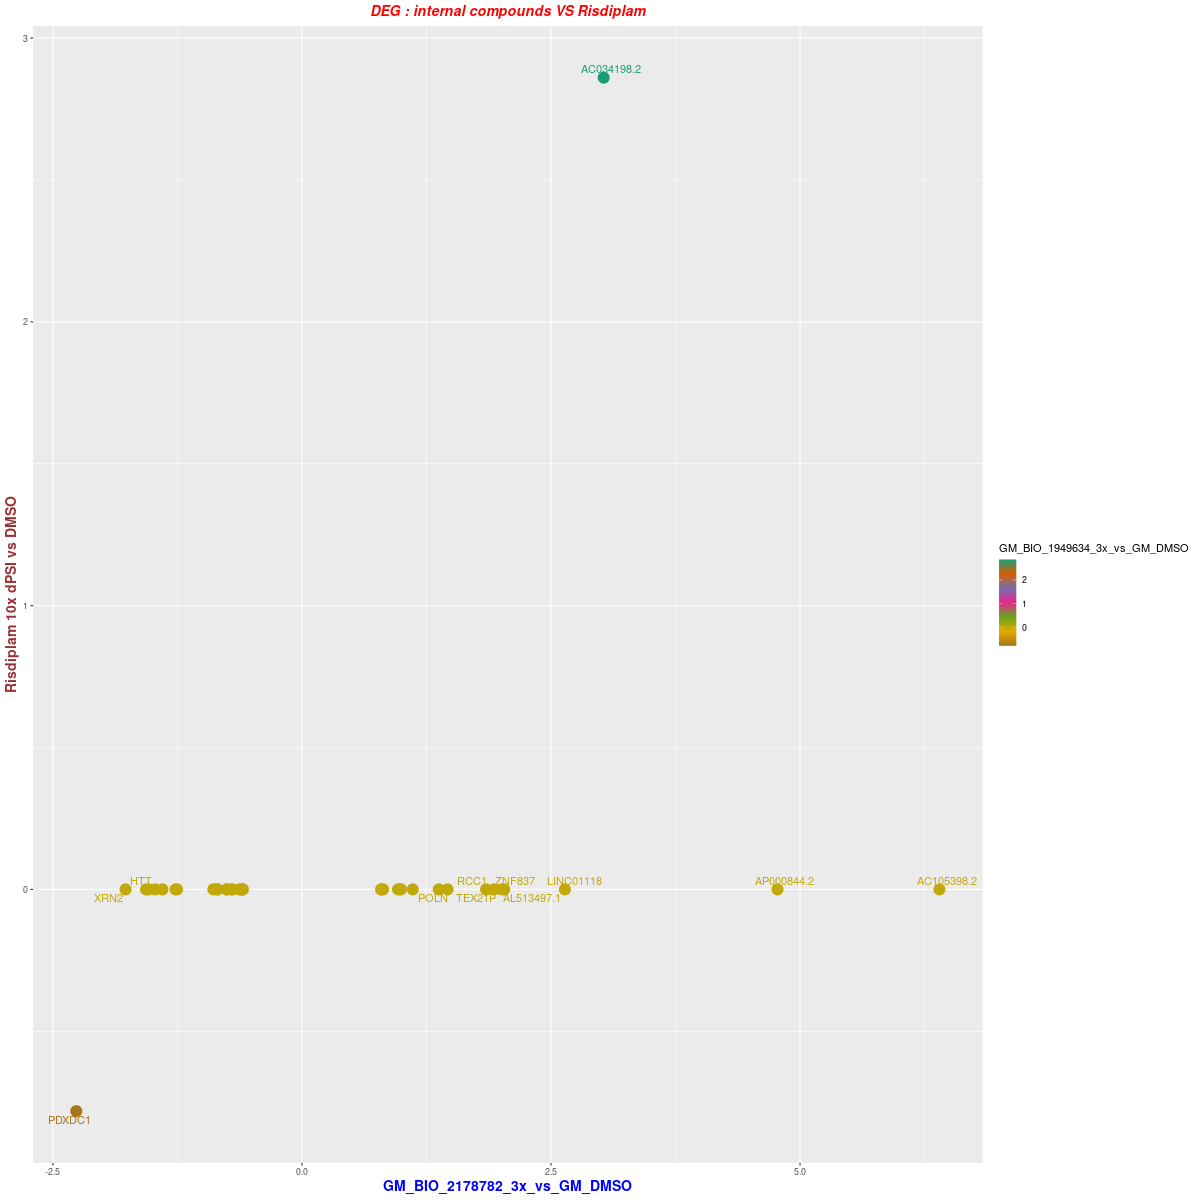 DEG : internal compounds VS Risdiplam
3
AC034198.2
2
Risdiplam 10x dPSI vs DMSO
GM_BIO_1949634_3x_vs_GM_DMSO
2
1
0
1
HTT
RCC1
ZNF837
LINC01118
AP000844.2
AC105398.2
0
XRN2
POLN
TEX21P
AL513497.1
PDXDC1
-2.5
0.0
2.5
5.0
GM_BIO_2178782_3x_vs_GM_DMSO